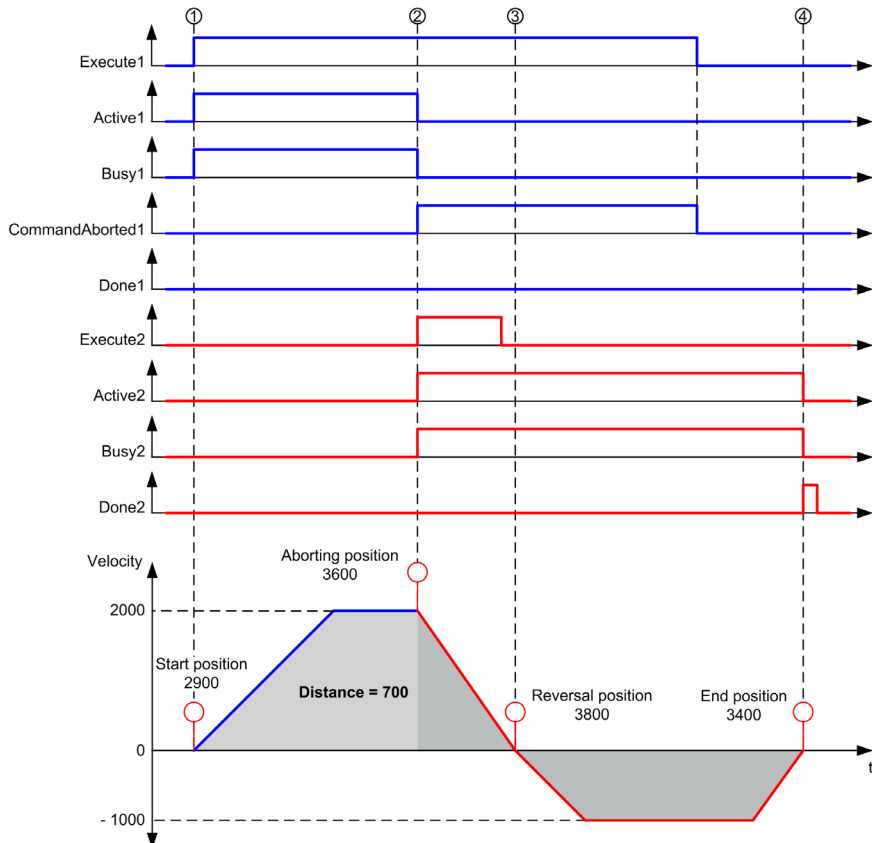 ① ② ③ ④
Execute1
Active1
Busy1
CommandAborted1
Done1
Execute2
Active2
Busy2
Done2
Velocity
Aborting position
3600
2000
Start position
2900
Distance = 700
Reversal position
3800
End position
3400
0
t
- 1000